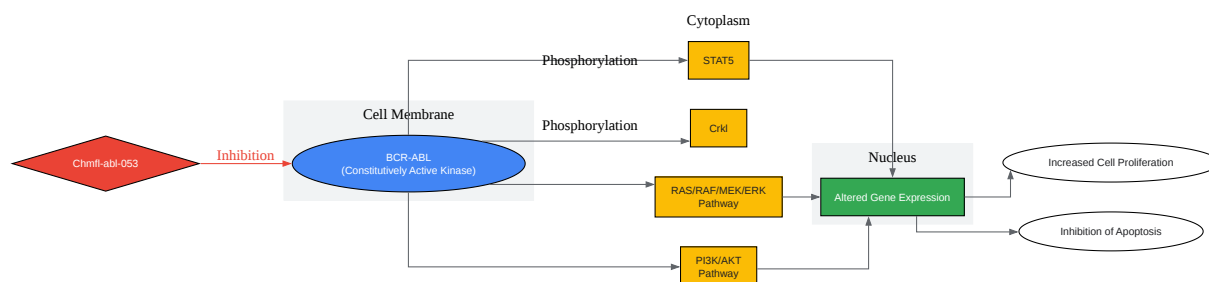 Cytoplasm
Phosphorylation
STAT5
Cell Membrane
Phosphorylation
Crkl
Chmfl-abl-053
Inhibition
BCR-ABL
(Constitutively Active Kinase)
Nucleus
Increased Cell Proliferation
RAS/RAF/MEK/ERK
Pathway
Altered Gene Expression
Inhibition of Apoptosis
PI3K/AKT
Pathway